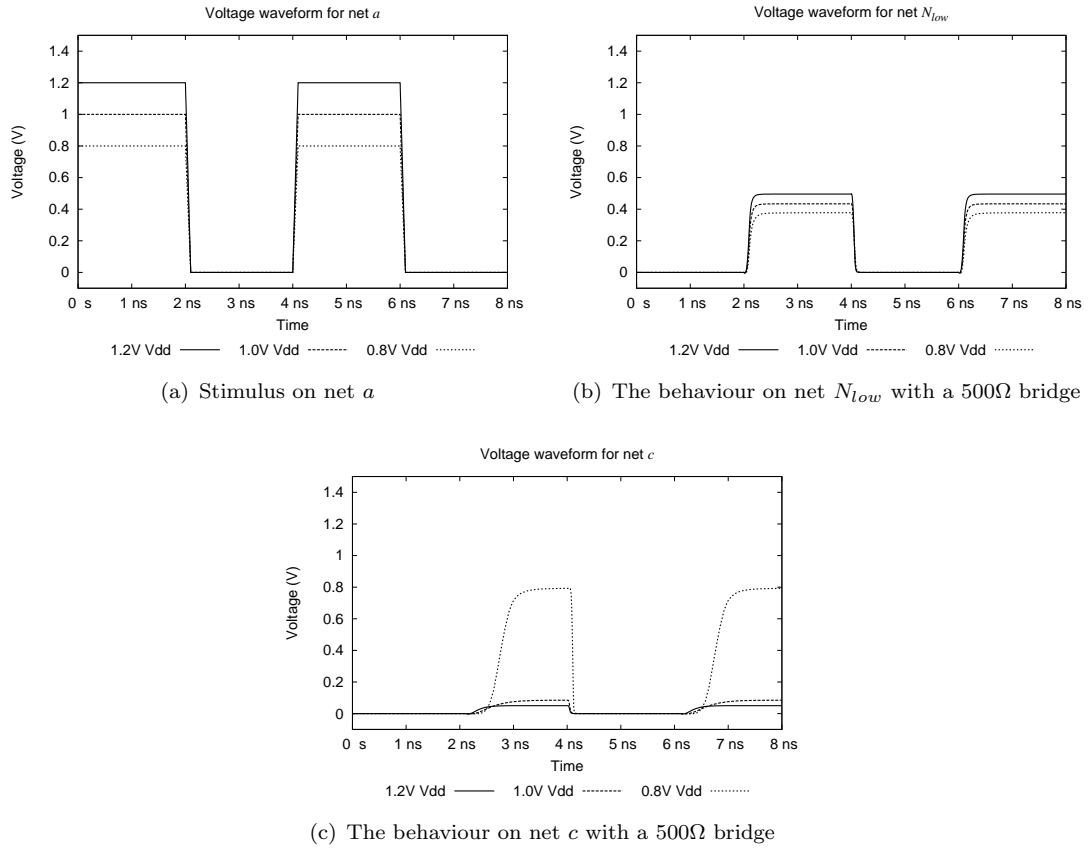 Voltage waveform for net a
1.4
1.2
1
0.8
0.6
0.4
0.2
0
Voltage (V)
0 s 1 ns 2 ns 3 ns 4 ns 5 ns 6 ns 7 ns 8 ns
Time
1.2V Vdd 1.0V Vdd 0.8V Vdd
(a) Stimulus on net a
Voltage waveform for net N_low
1.4
1.2
1
0.8
0.6
0.4
0.2
0
Voltage (V)
0 s 1 ns 2 ns 3 ns 4 ns 5 ns 6 ns 7 ns 8 ns
Time
1.2V Vdd 1.0V Vdd 0.8V Vdd
(b) The behaviour on net N_low with a 500Ω bridge
Voltage waveform for net c
1.4
1.2
1
0.8
0.6
0.4
0.2
0
Voltage (V)
0 s 1 ns 2 ns 3 ns 4 ns 5 ns 6 ns 7 ns 8 ns
Time
1.2V Vdd 1.0V Vdd 0.8V Vdd
(c) The behaviour on net c with a 500Ω bridge